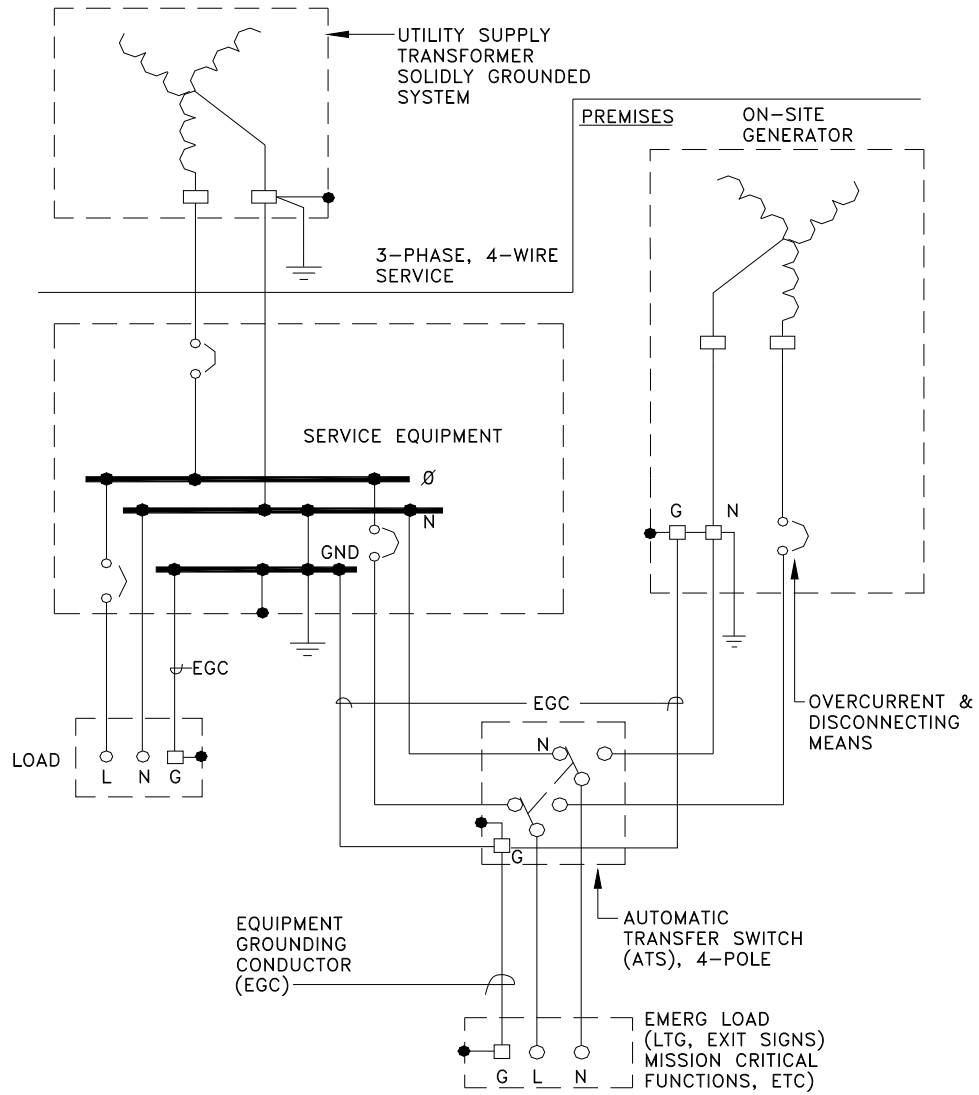 UTILITY SUPPLY
TRANSFORMER
SOLIDLY GROUNDED
SYSTEM
PREMISES
ON-SITE
GENERATOR
3-PHASE, 4-WIRE
SERVICE
SERVICE EQUIPMENT
Ø
N
GND
G N
EGC
EGC
OVERCURRENT &
DISCONNECTING
MEANS
LOAD
L N G
N
G
AUTOMATIC
TRANSFER SWITCH
(ATS), 4-POLE
EQUIPMENT
GROUNDING
CONDUCTOR
(EGC)
EMERG LOAD
(LTG, EXIT SIGNS)
MISSION CRITICAL
FUNCTIONS, ETC)
G L N